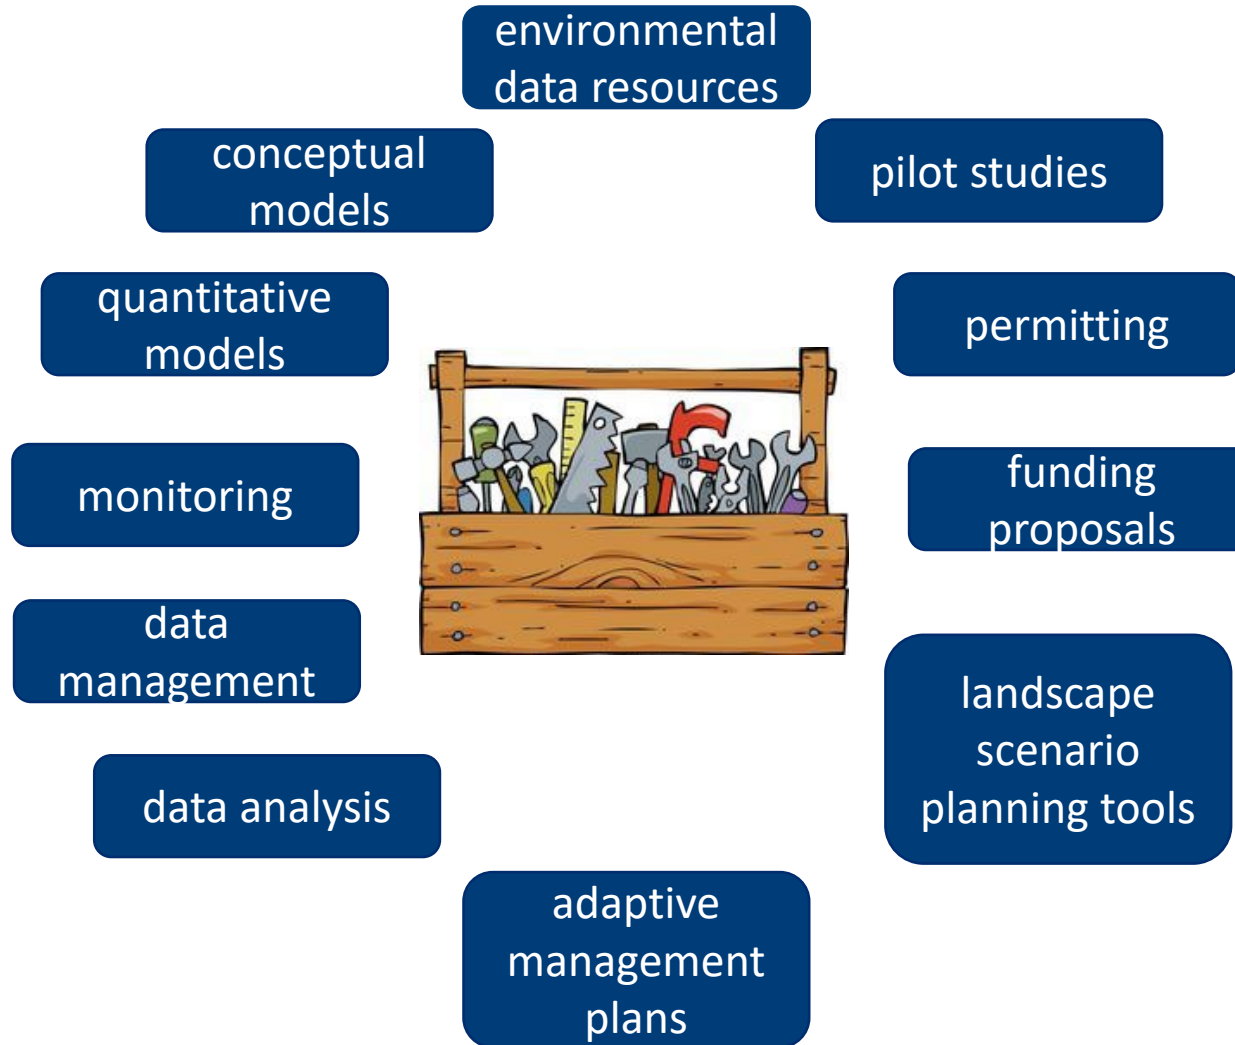 environmental
data resources
conceptual
models
pilot studies
quantitative
models
permitting
monitoring
funding
proposals
data
management
landscape
scenario
planning tools
data analysis
adaptive
management
plans